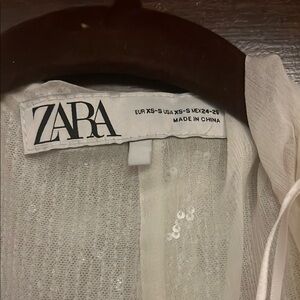 ZARA
EUR XS-S USA XS-S MEX 24-26
MADE IN CHINA